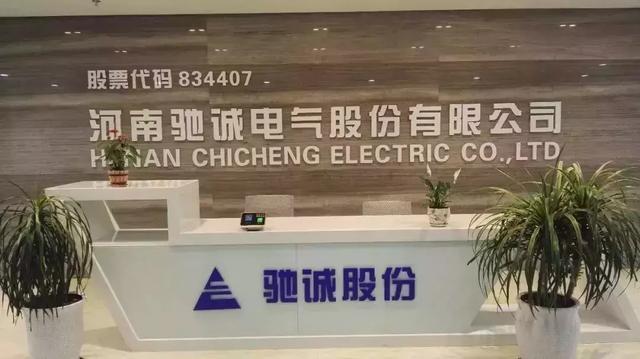 股票代码 834407
河南驰诚电气股份有限公司
HENAN CHICHENG ELECTRIC CO.,LTD
驰诚股份